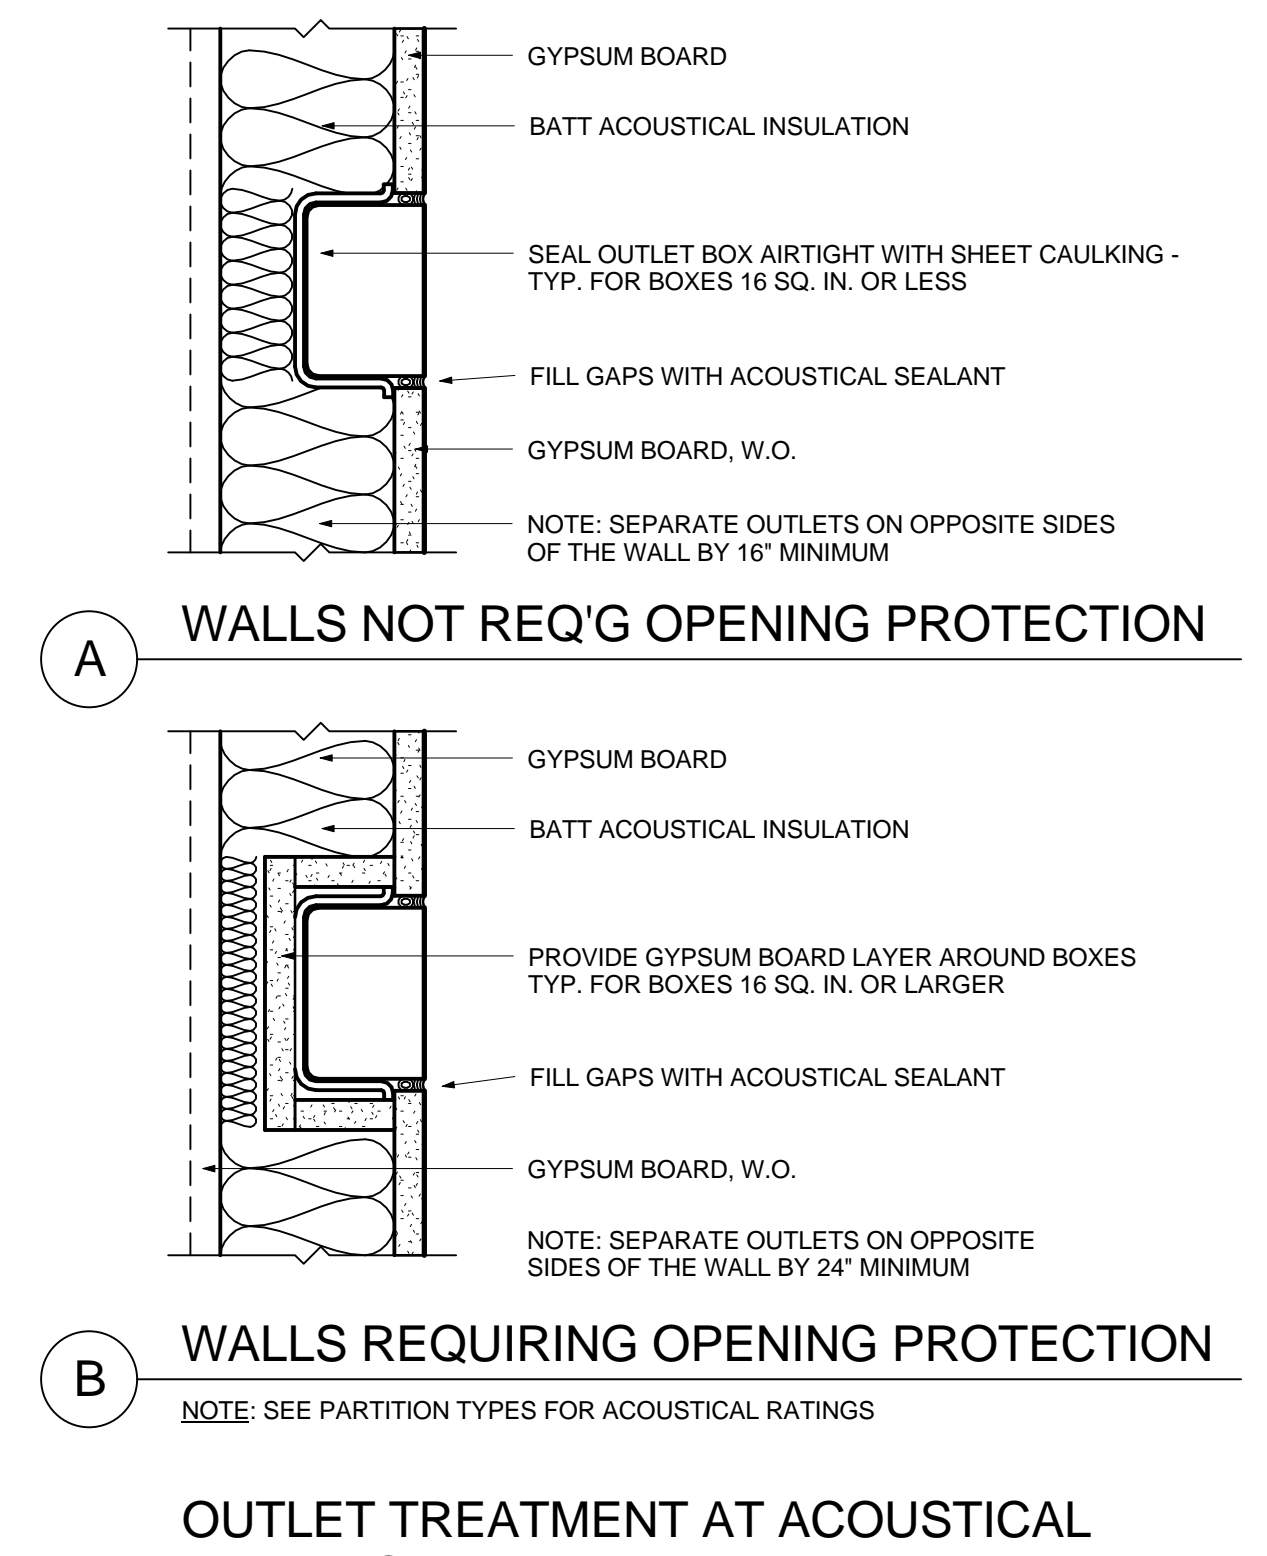 GYPSUM BOARD
BATT ACOUSTICAL INSULATION
SEAL OUTLET BOX AIRTIGHT WITH SHEET CAULKING -
TYP. FOR BOXES 16 SQ. IN. OR LESS
FILL GAPS WITH ACOUSTICAL SEALANT
GYPSUM BOARD, W.O.
NOTE: SEPARATE OUTLETS ON OPPOSITE SIDES
OF THE WALL BY 16" MINIMUM
A
WALLS NOT REQ'G OPENING PROTECTION
GYPSUM BOARD
BATT ACOUSTICAL INSULATION
PROVIDE GYPSUM BOARD LAYER AROUND BOXES
TYP. FOR BOXES 16 SQ. IN. OR LARGER
FILL GAPS WITH ACOUSTICAL SEALANT
GYPSUM BOARD, W.O.
NOTE: SEPARATE OUTLETS ON OPPOSITE
SIDES OF THE WALL BY 24" MINIMUM
B
WALLS REQUIRING OPENING PROTECTION
NOTE: SEE PARTITION TYPES FOR ACOUSTICAL RATINGS
OUTLET TREATMENT AT ACOUSTICAL